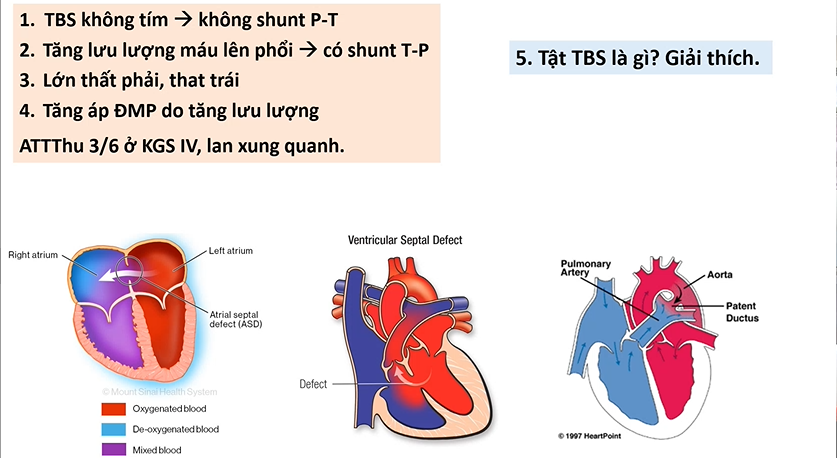 1. TBS không tím → không shunt P-T
2. Tăng lưu lượng máu lên phổi → có shunt T-P
3. Lớn thất phải, that trái
4. Tăng áp ĐMP do tăng lưu lượng
ATTThu 3/6 ở KGS IV, lan xung quanh.
5. Tật TBS là gì? Giải thích.
Right atrium
Left atrium
Atrial septal
defect (ASD)
© Mount Sinai Health System
Oxygenated blood
De-oxygenated blood
Mixed blood
Ventricular Septal Defect
Defect
Pulmonary
Artery
Aorta
Patent
Ductus
© 1997 HeartPoint